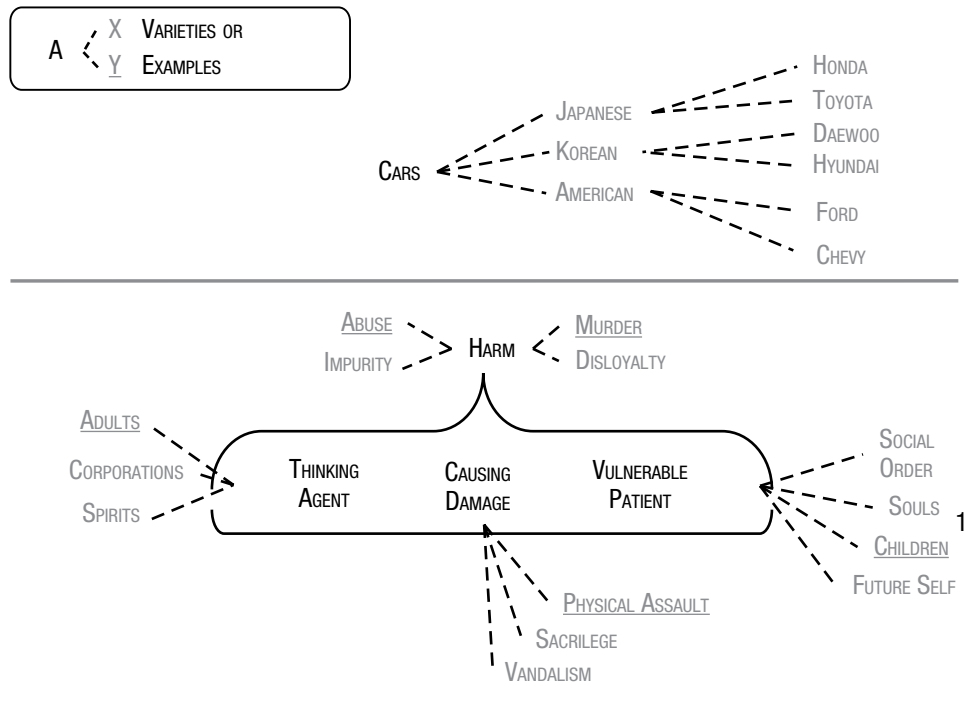 A
X Varieties or
Y Examples
Cars
Japanese
Korean
American
Honda
Toyota
Daewoo
Hyundai
Ford
Chevy
Abuse
Impurity
Harm
Murder
Disloyalty
Adults
Corporations
Spirits
Thinking
Agent
Causing
Damage
Vulnerable
Patient
Social
Order
Souls
1
Children
Future Self
Physical Assault
Sacrilege
Vandalism